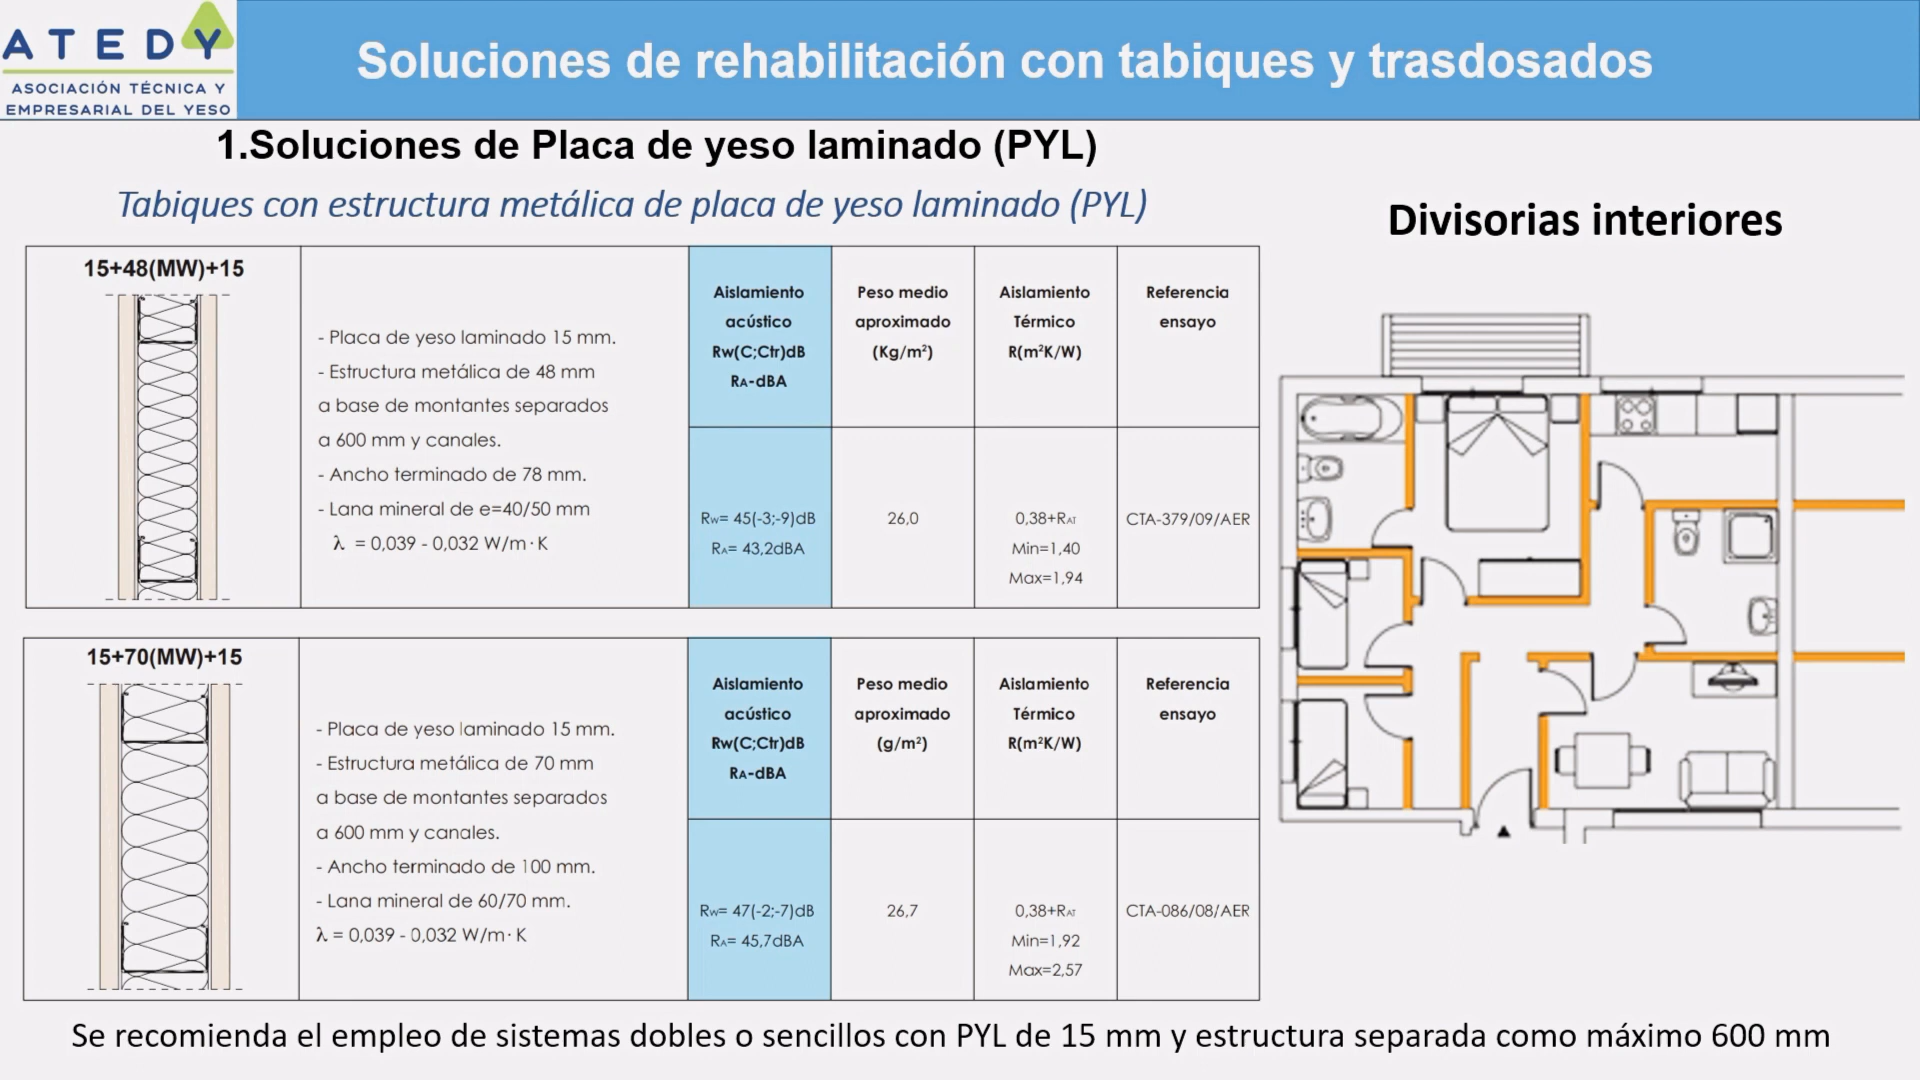 ATEDY
ASOCIACIÓN TÉCNICA Y
EMPRESARIAL DEL YESO
Soluciones de rehabilitación con tabiques y trasdosados
1.Soluciones de Placa de yeso laminado (PYL)
Tabiques con estructura metálica de placa de yeso laminado (PYL)
Divisorias interiores
15+48(MW)+15
- Placa de yeso laminado 15 mm.
- Estructura metálica de 48 mm
a base de montantes separados
a 600 mm y canales.
- Ancho terminado de 78 mm.
- Lana mineral de e=40/50 mm
λ = 0,039 - 0,032 W/m·K
Aislamiento
acústico
Rw(C;Ctr)dB
RA-dBA
Peso medio
aproximado
(Kg/m²)
Aislamiento
Térmico
R(m²K/W)
Referencia
ensayo
Rw= 45(-3;-9)dB
RA= 43,2dBA
26,0
0,38+RAT
Min=1,40
Max=1,94
CTA-379/09/AER
15+70(MW)+15
- Placa de yeso laminado 15 mm.
- Estructura metálica de 70 mm
a base de montantes separados
a 600 mm y canales.
- Ancho terminado de 100 mm.
- Lana mineral de 60/70 mm.
λ = 0,039 - 0,032 W/m·K
Aislamiento
acústico
Rw(C;Ctr)dB
RA-dBA
Peso medio
aproximado
(g/m²)
Aislamiento
Térmico
R(m²K/W)
Referencia
ensayo
Rw= 47(-2;-7)dB
RA= 45,7dBA
26,7
0,38+RAT
Min=1,92
Max=2,57
CTA-086/08/AER
Se recomienda el empleo de sistemas dobles o sencillos con PYL de 15 mm y estructura separada como máximo 600 mm